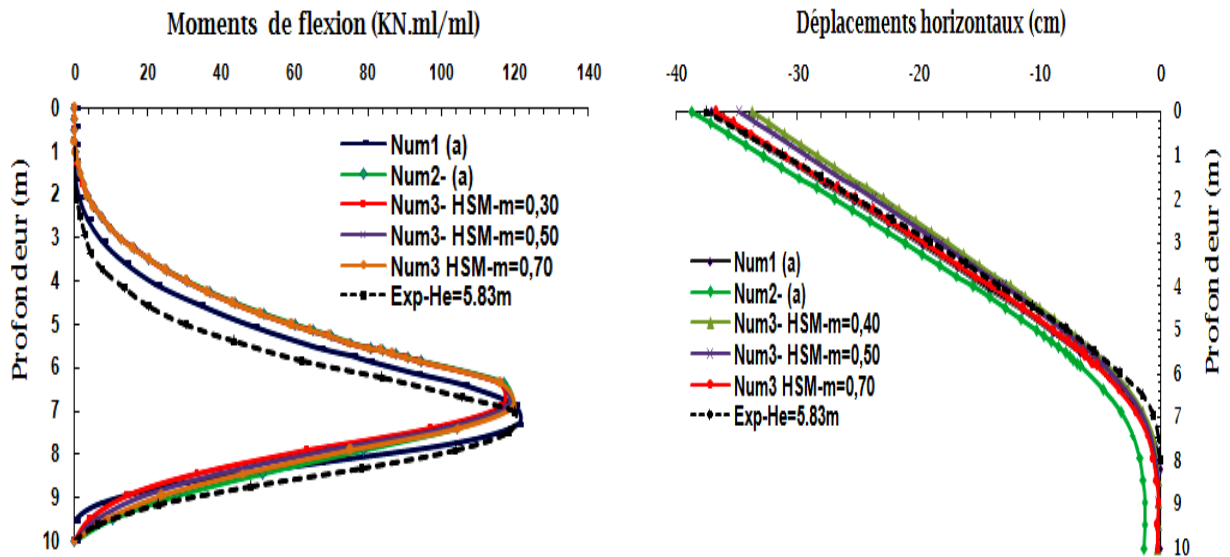 Moments de flexion (KN.ml/ml)
0 20 40 60 80 100 120 140
Profondeur (m)
0
1
2
3
4
5
6
7
8
9
10
Num1 (a)
Num2- (a)
Num3- HSM-m=0,30
Num3- HSM-m=0,50
Num3 HSM-m=0,70
Exp-He=5.83m
Déplacements horizontaux (cm)
-40 -30 -20 -10 0
Num1 (a)
Num2- (a)
Num3- HSM-m=0,40
Num3- HSM-m=0,50
Num3 HSM-m=0,70
Exp-He=5.83m
0
1
2
3
4
5
6
7
8
9
10
Profondeur (m)